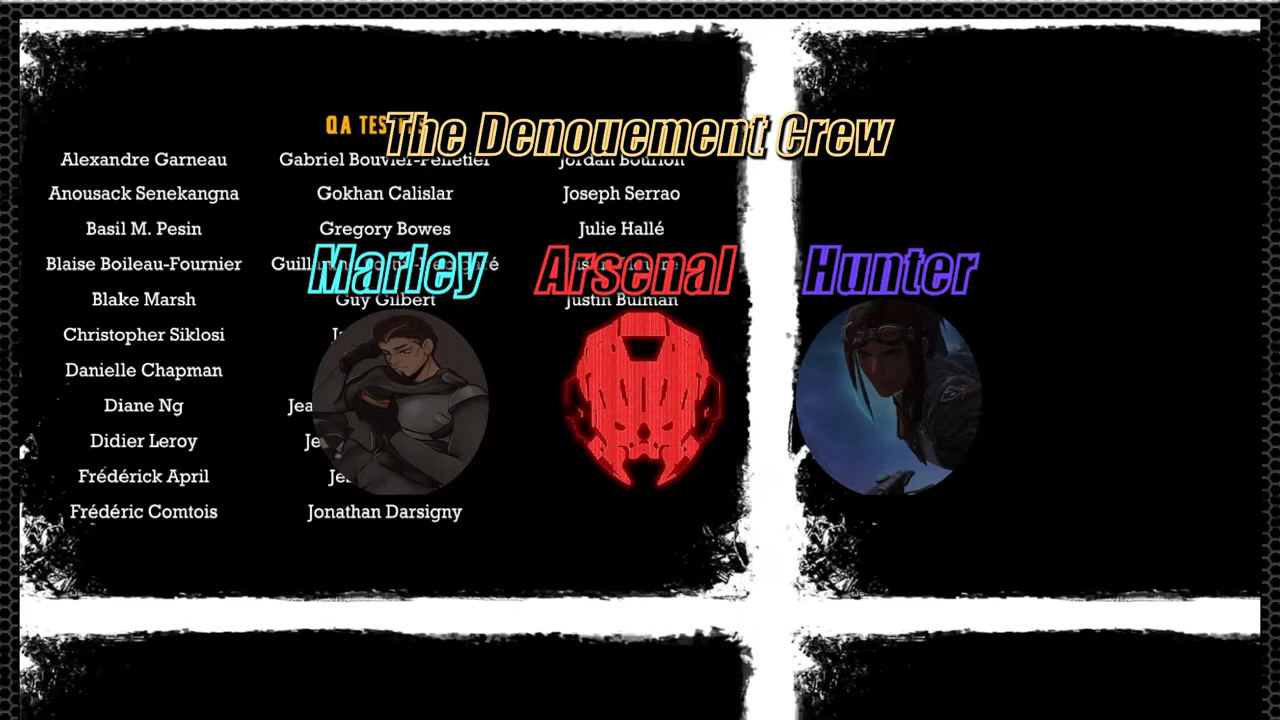 The Denouement Crew
QA TESTERS
Alexandre Garneau
Anousack Senekangna
Basil M. Pesin
Blaise Boileau-Fournier
Blake Marsh
Christopher Siklosi
Danielle Chapman
Diane Ng
Didier Leroy
Frédérick April
Frédéric Comtois
Gabriel Bouvier-Pelletier
Gokhan Calislar
Gregory Bowes
Guy Gilbert
Jonathan Darsigny
Joseph Serrao
Julie Hallé
Justin Bulman
Marley
Arsenal
Hunter